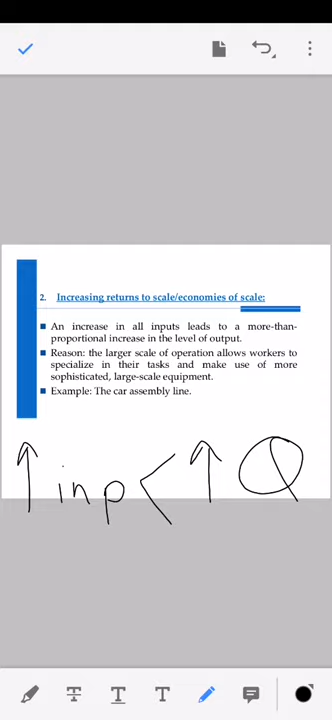 2. Increasing returns to scale/economies of scale:
An increase in all inputs leads to a more-than-
proportional increase in the level of output.
Reason: the larger scale of operation allows workers to
specialize in their tasks and make use of more
sophisticated, large-scale equipment.
Example: The car assembly line.
↑ inp < ↑ Q